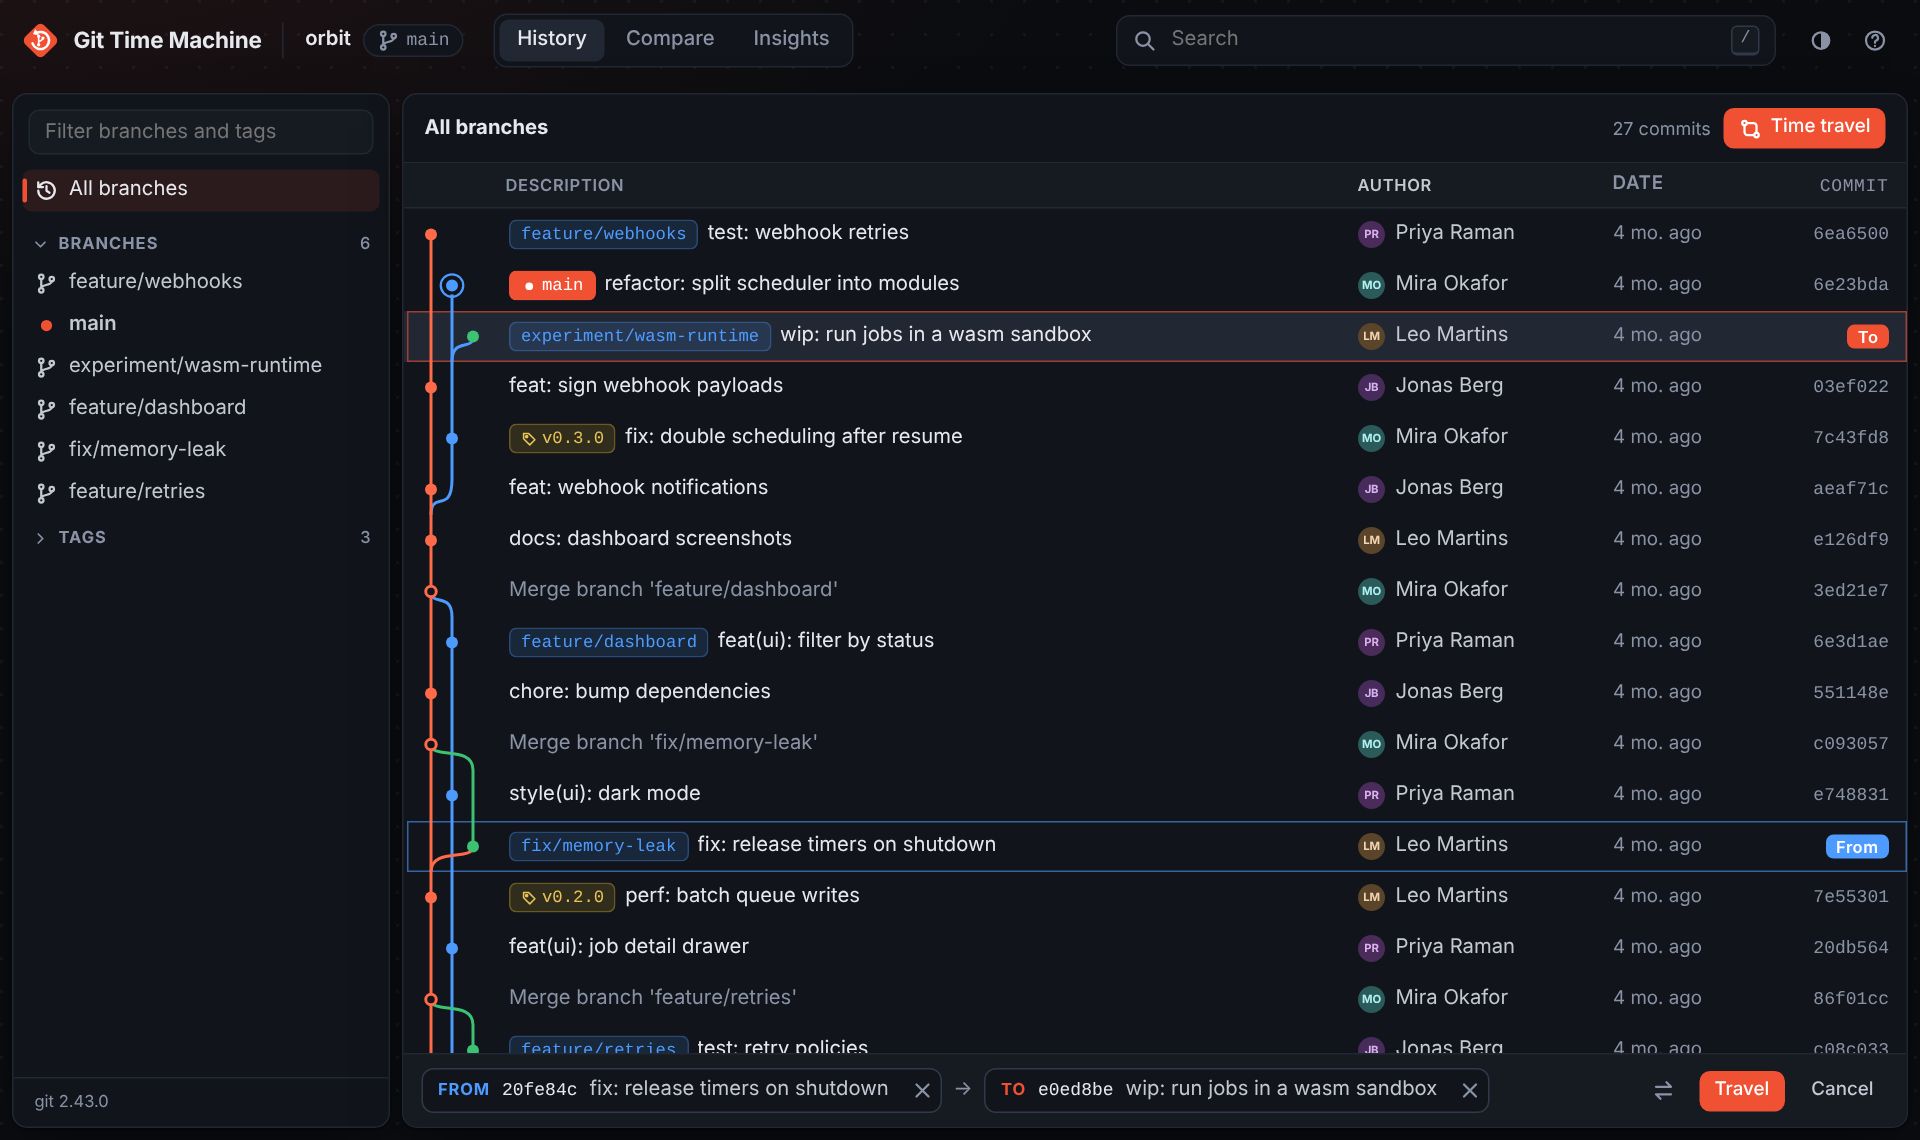 Git Time Machine orbit main History Compare Insights Search /
Filter branches and tags
All branches
BRANCHES 6
feature/webhooks
main
experiment/wasm-runtime
feature/dashboard
fix/memory-leak
feature/retries
TAGS 3
git 2.43.0
All branches 27 commits Time travel
DESCRIPTION AUTHOR DATE COMMIT
feature/webhooks test: webhook retries PR Priya Raman 4 mo. ago 6ea6500
main refactor: split scheduler into modules MO Mira Okafor 4 mo. ago 6e23bda
experiment/wasm-runtime wip: run jobs in a wasm sandbox LM Leo Martins 4 mo. ago To
feat: sign webhook payloads JB Jonas Berg 4 mo. ago 03ef022
v0.3.0 fix: double scheduling after resume MO Mira Okafor 4 mo. ago 7c43fd8
feat: webhook notifications JB Jonas Berg 4 mo. ago aeaf71c
docs: dashboard screenshots LM Leo Martins 4 mo. ago e126df9
Merge branch 'feature/dashboard' MO Mira Okafor 4 mo. ago 3ed21e7
feature/dashboard feat(ui): filter by status PR Priya Raman 4 mo. ago 6e3d1ae
chore: bump dependencies JB Jonas Berg 4 mo. ago 551148e
Merge branch 'fix/memory-leak' MO Mira Okafor 4 mo. ago c093057
style(ui): dark mode PR Priya Raman 4 mo. ago e748831
fix/memory-leak fix: release timers on shutdown LM Leo Martins 4 mo. ago From
v0.2.0 perf: batch queue writes LM Leo Martins 4 mo. ago 7e55301
feat(ui): job detail drawer PR Priya Raman 4 mo. ago 20db564
Merge branch 'feature/retries' MO Mira Okafor 4 mo. ago 86f01cc
feature/retries test: retry policies JB Jonas Berg 4 mo. ago c08c033
FROM 20fe84c fix: release timers on shutdown → TO e0ed8be wip: run jobs in a wasm sandbox Travel Cancel